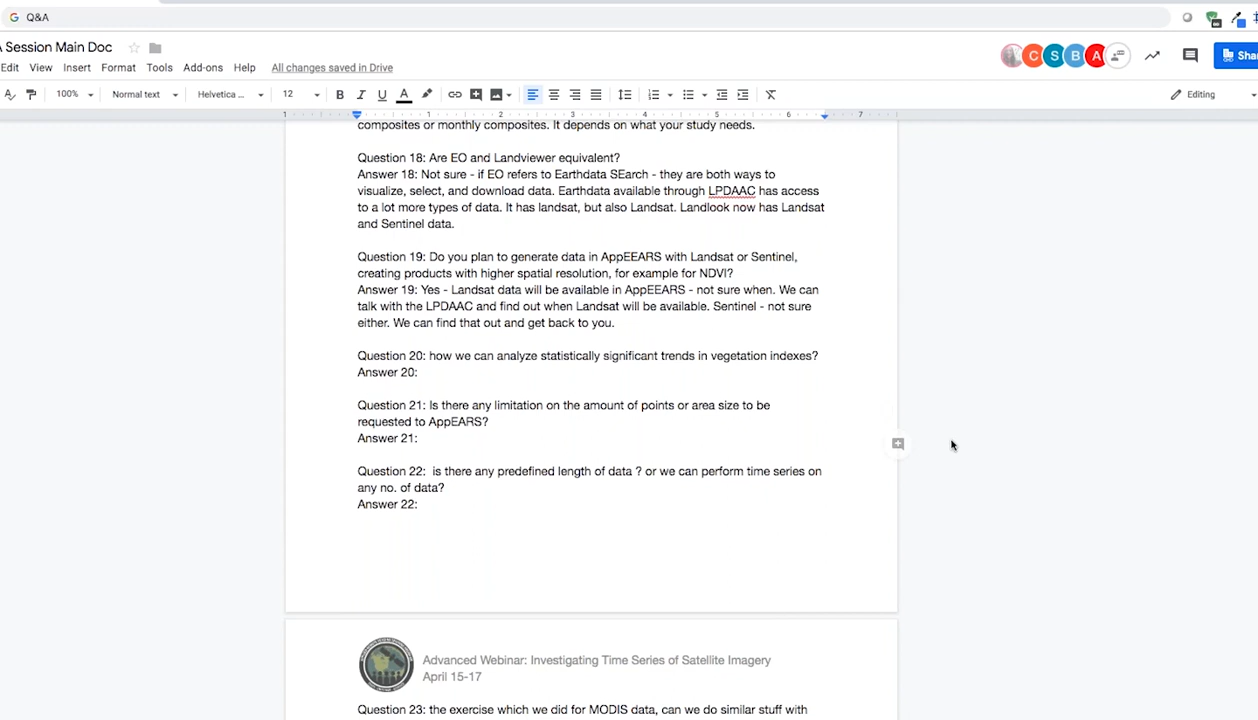 Q&A
A Session Main Doc
Edit View Insert Format Tools Add-ons Help All changes saved in Drive
C S B A Sha
100% Normal text Helvetica ... 12 B I U A Editing
1 1 2 3 4 5 6 7
composites or monthly composites. It depends on what your study needs.
Question 18: Are EO and Landviewer equivalent?
Answer 18: Not sure - if EO refers to Earthdata SEarch - they are both ways to
visualize, select, and download data. Earthdata available through LPDAAC has access
to a lot more types of data. It has landsat, but also Landsat. Landlook now has Landsat
and Sentinel data.
Question 19: Do you plan to generate data in AppEEARS with Landsat or Sentinel,
creating products with higher spatial resolution, for example for NDVI?
Answer 19: Yes - Landsat data will be available in AppEEARS - not sure when. We can
talk with the LPDAAC and find out when Landsat will be available. Sentinel - not sure
either. We can find that out and get back to you.
Question 20: how we can analyze statistically significant trends in vegetation indexes?
Answer 20:
Question 21: Is there any limitation on the amount of points or area size to be
requested to AppEARS?
Answer 21:
Question 22:  is there any predefined length of data ? or we can perform time series on
any no. of data?
Answer 22:
Advanced Webinar: Investigating Time Series of Satellite Imagery
April 15-17
Question 23: the exercise which we did for MODIS data, can we do similar stuff with